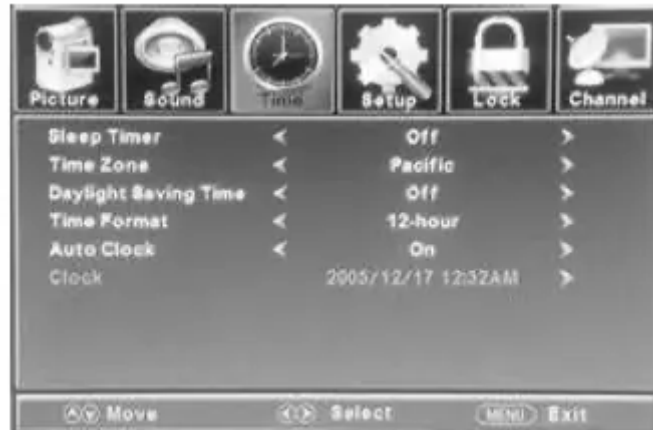 Picture Sound Time Setup Lock Channel
Sleep Timer Off
Time Zone Pacific
Daylight Saving Time Off
Time Format 12-hour
Auto Clock On
Clock 2005/12/17 12:32AM
Move Select MENU Exit